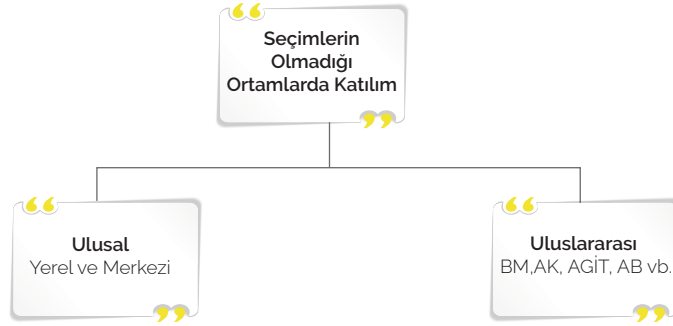 Seçimlerin
Olmadığı
Ortamlarda Katılım
Ulusal
Yerel ve Merkezi
Uluslararası
BM,AK, AGİT, AB vb.